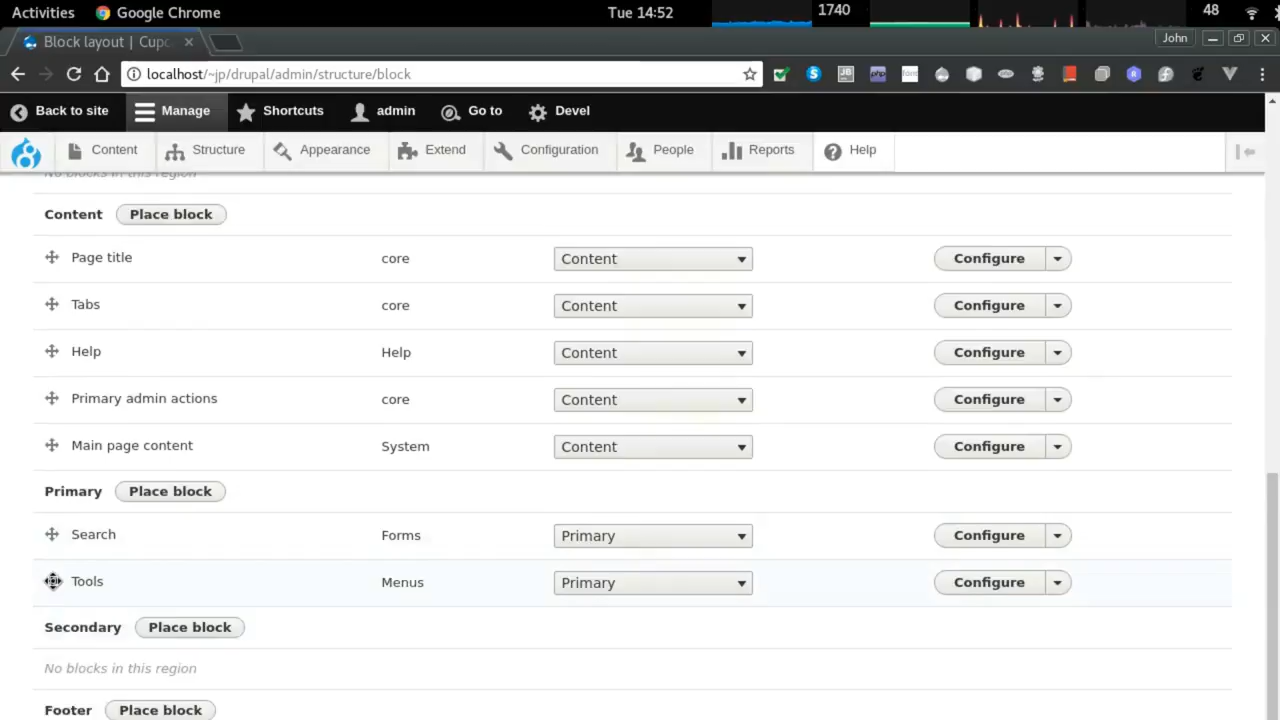 Activities Google Chrome Tue 14:52 1740 48
Block layout | Cupc John
localhost/~jp/drupal/admin/structure/block
Back to site Manage Shortcuts admin Go to Devel
Content Structure Appearance Extend Configuration People Reports Help
No blocks in this region
Content Place block
Page title core Content Configure
Tabs core Content Configure
Help Help Content Configure
Primary admin actions core Content Configure
Main page content System Content Configure
Primary Place block
Search Forms Primary Configure
Tools Menus Primary Configure
Secondary Place block
No blocks in this region
Footer Place block